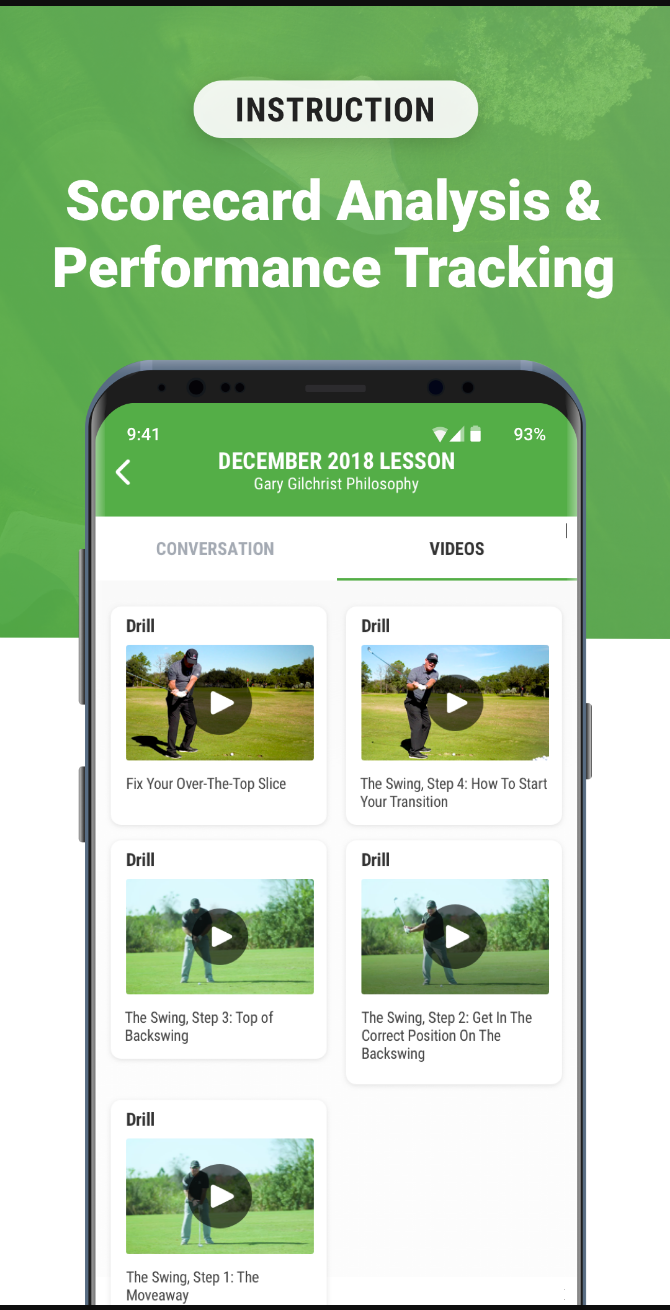 INSTRUCTION
Scorecard Analysis &
Performance Tracking
9:41
93%
DECEMBER 2018 LESSON
Gary Gilchrist Philosophy
CONVERSATION
VIDEOS
Drill
Fix Your Over-The-Top Slice
Drill
The Swing, Step 4: How To Start
Your Transition
Drill
The Swing, Step 3: Top of
Backswing
Drill
The Swing, Step 2: Get In The
Correct Position On The
Backswing
Drill
The Swing, Step 1: The
Moveaway